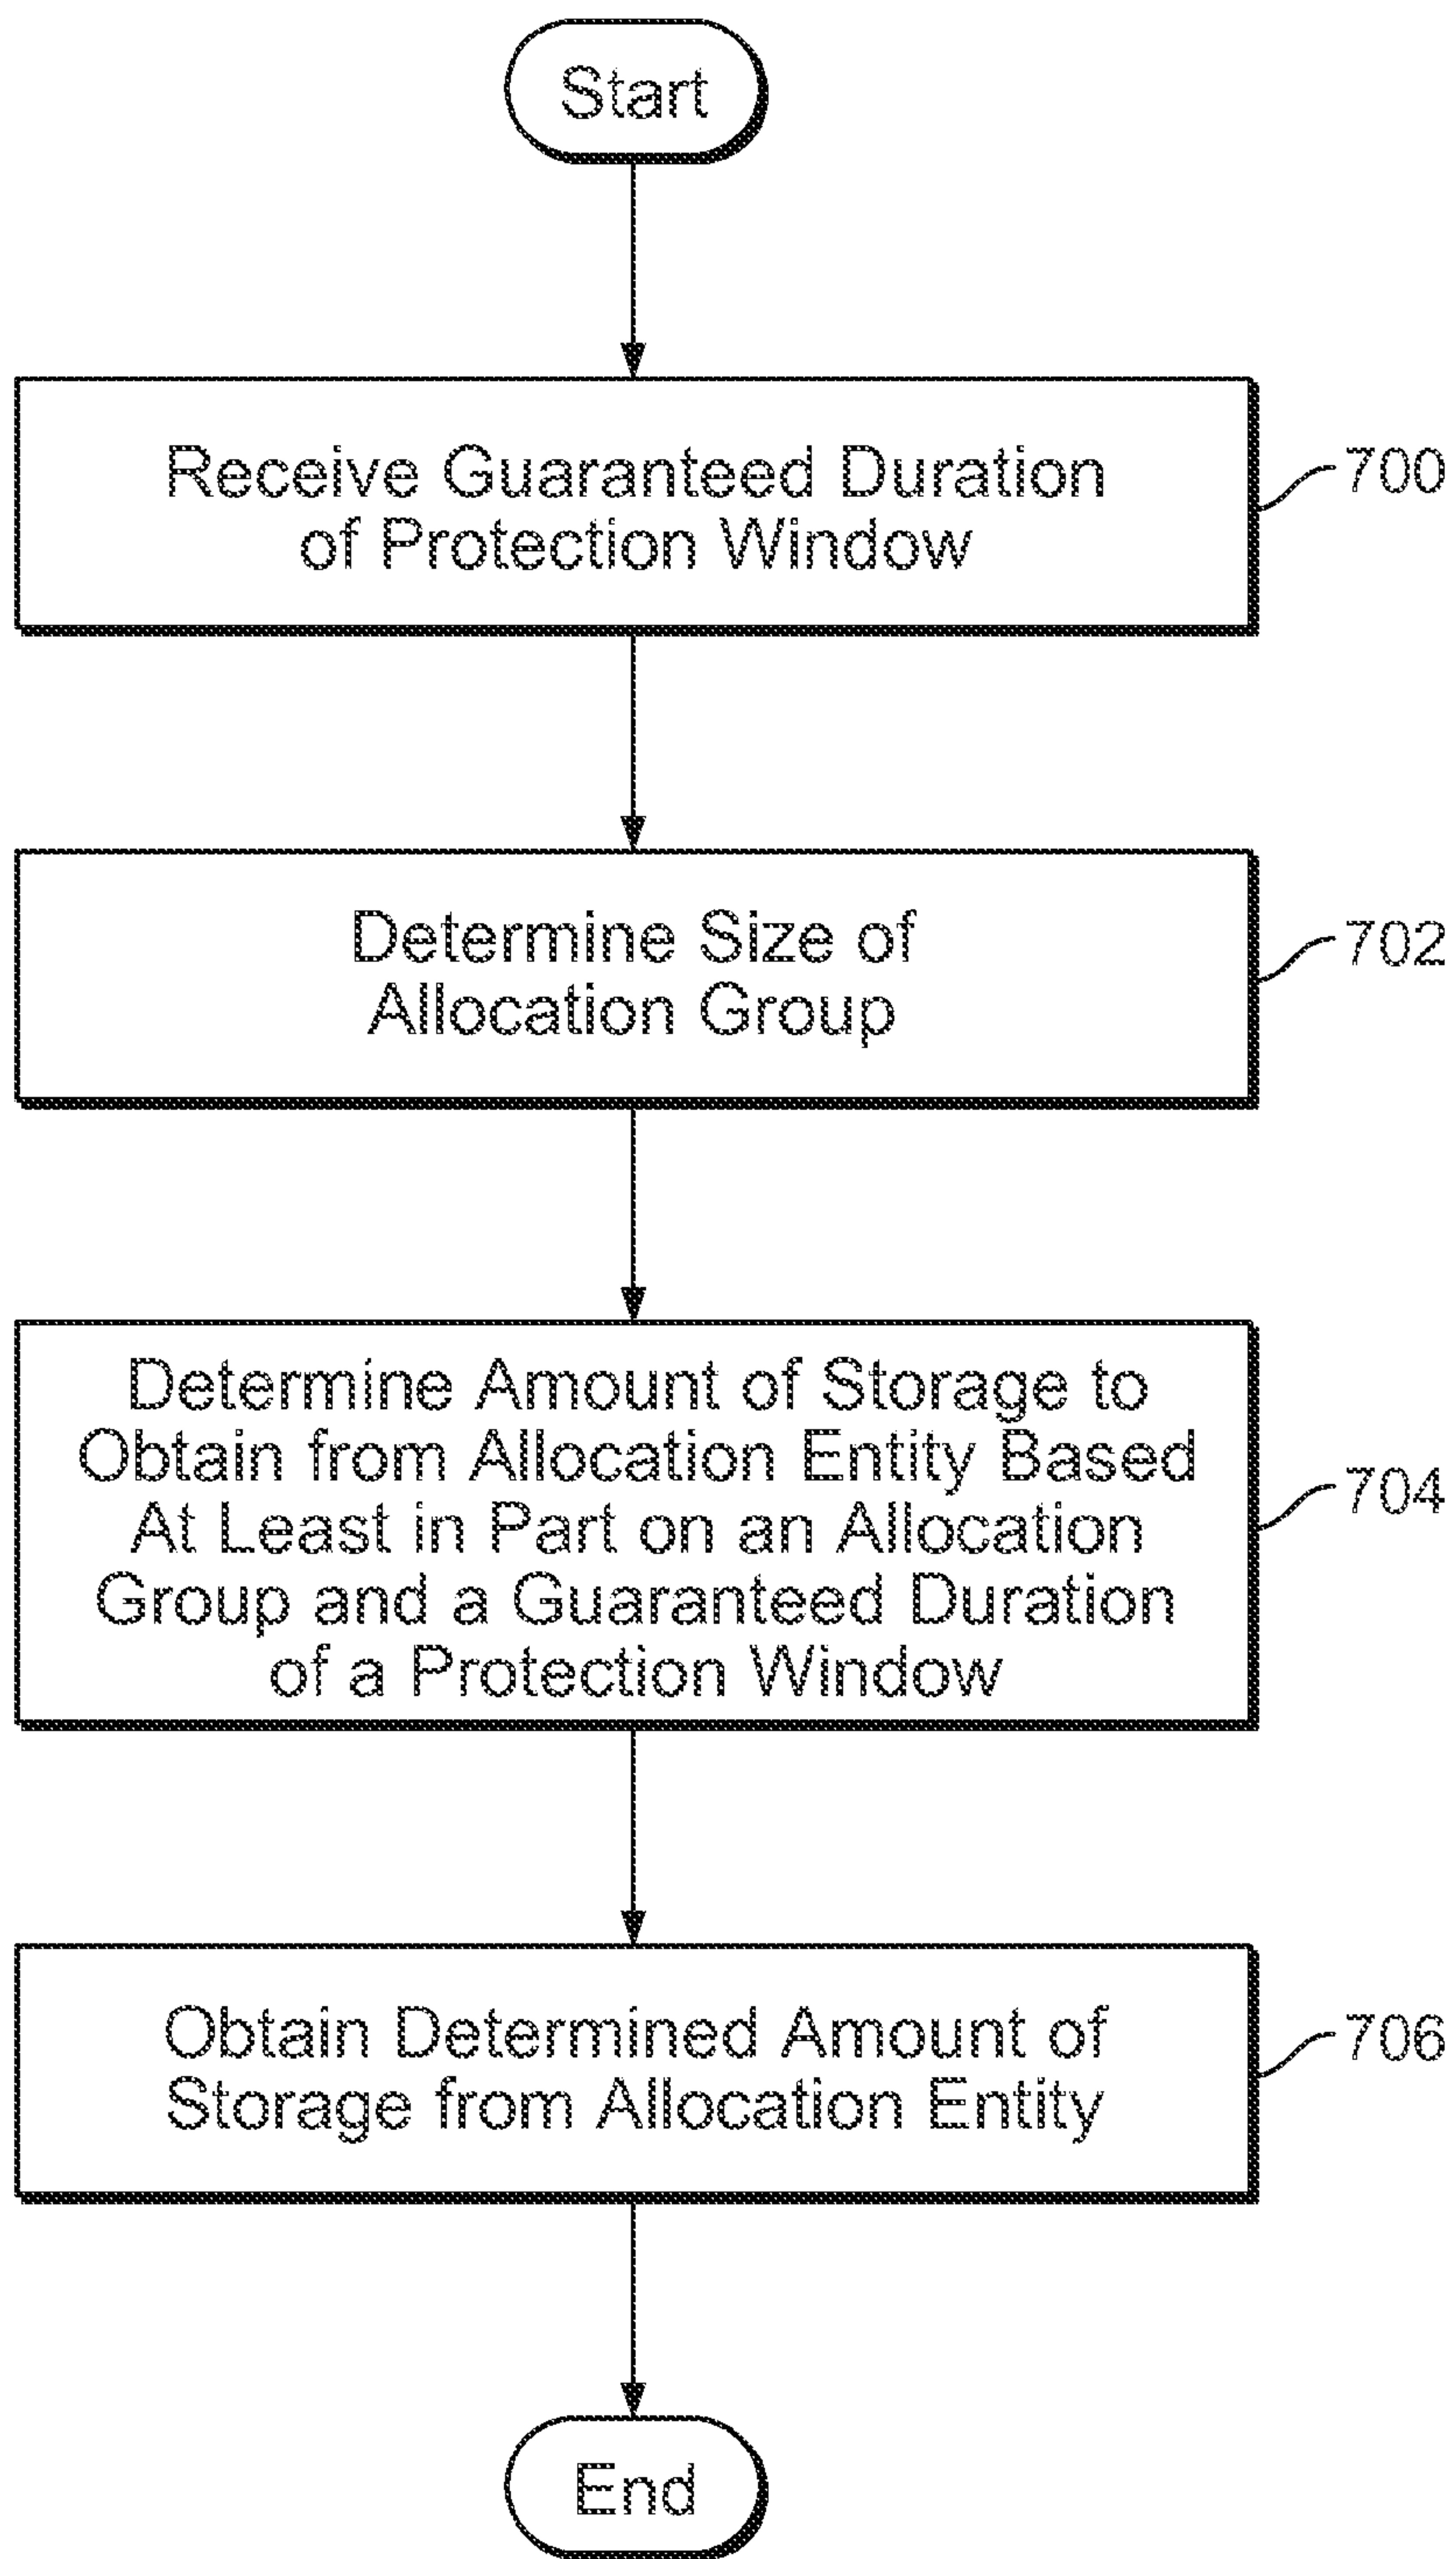 Start
Receive Guaranteed Duration
of Protection Window
700
Determine Size of
Allocation Group
702
Determine Amount of Storage to
Obtain from Allocation Entity Based
At Least in Part on an Allocation
Group and a Guaranteed Duration
of a Protection Window
704
Obtain Determined Amount of
Storage from Allocation Entity
706
End